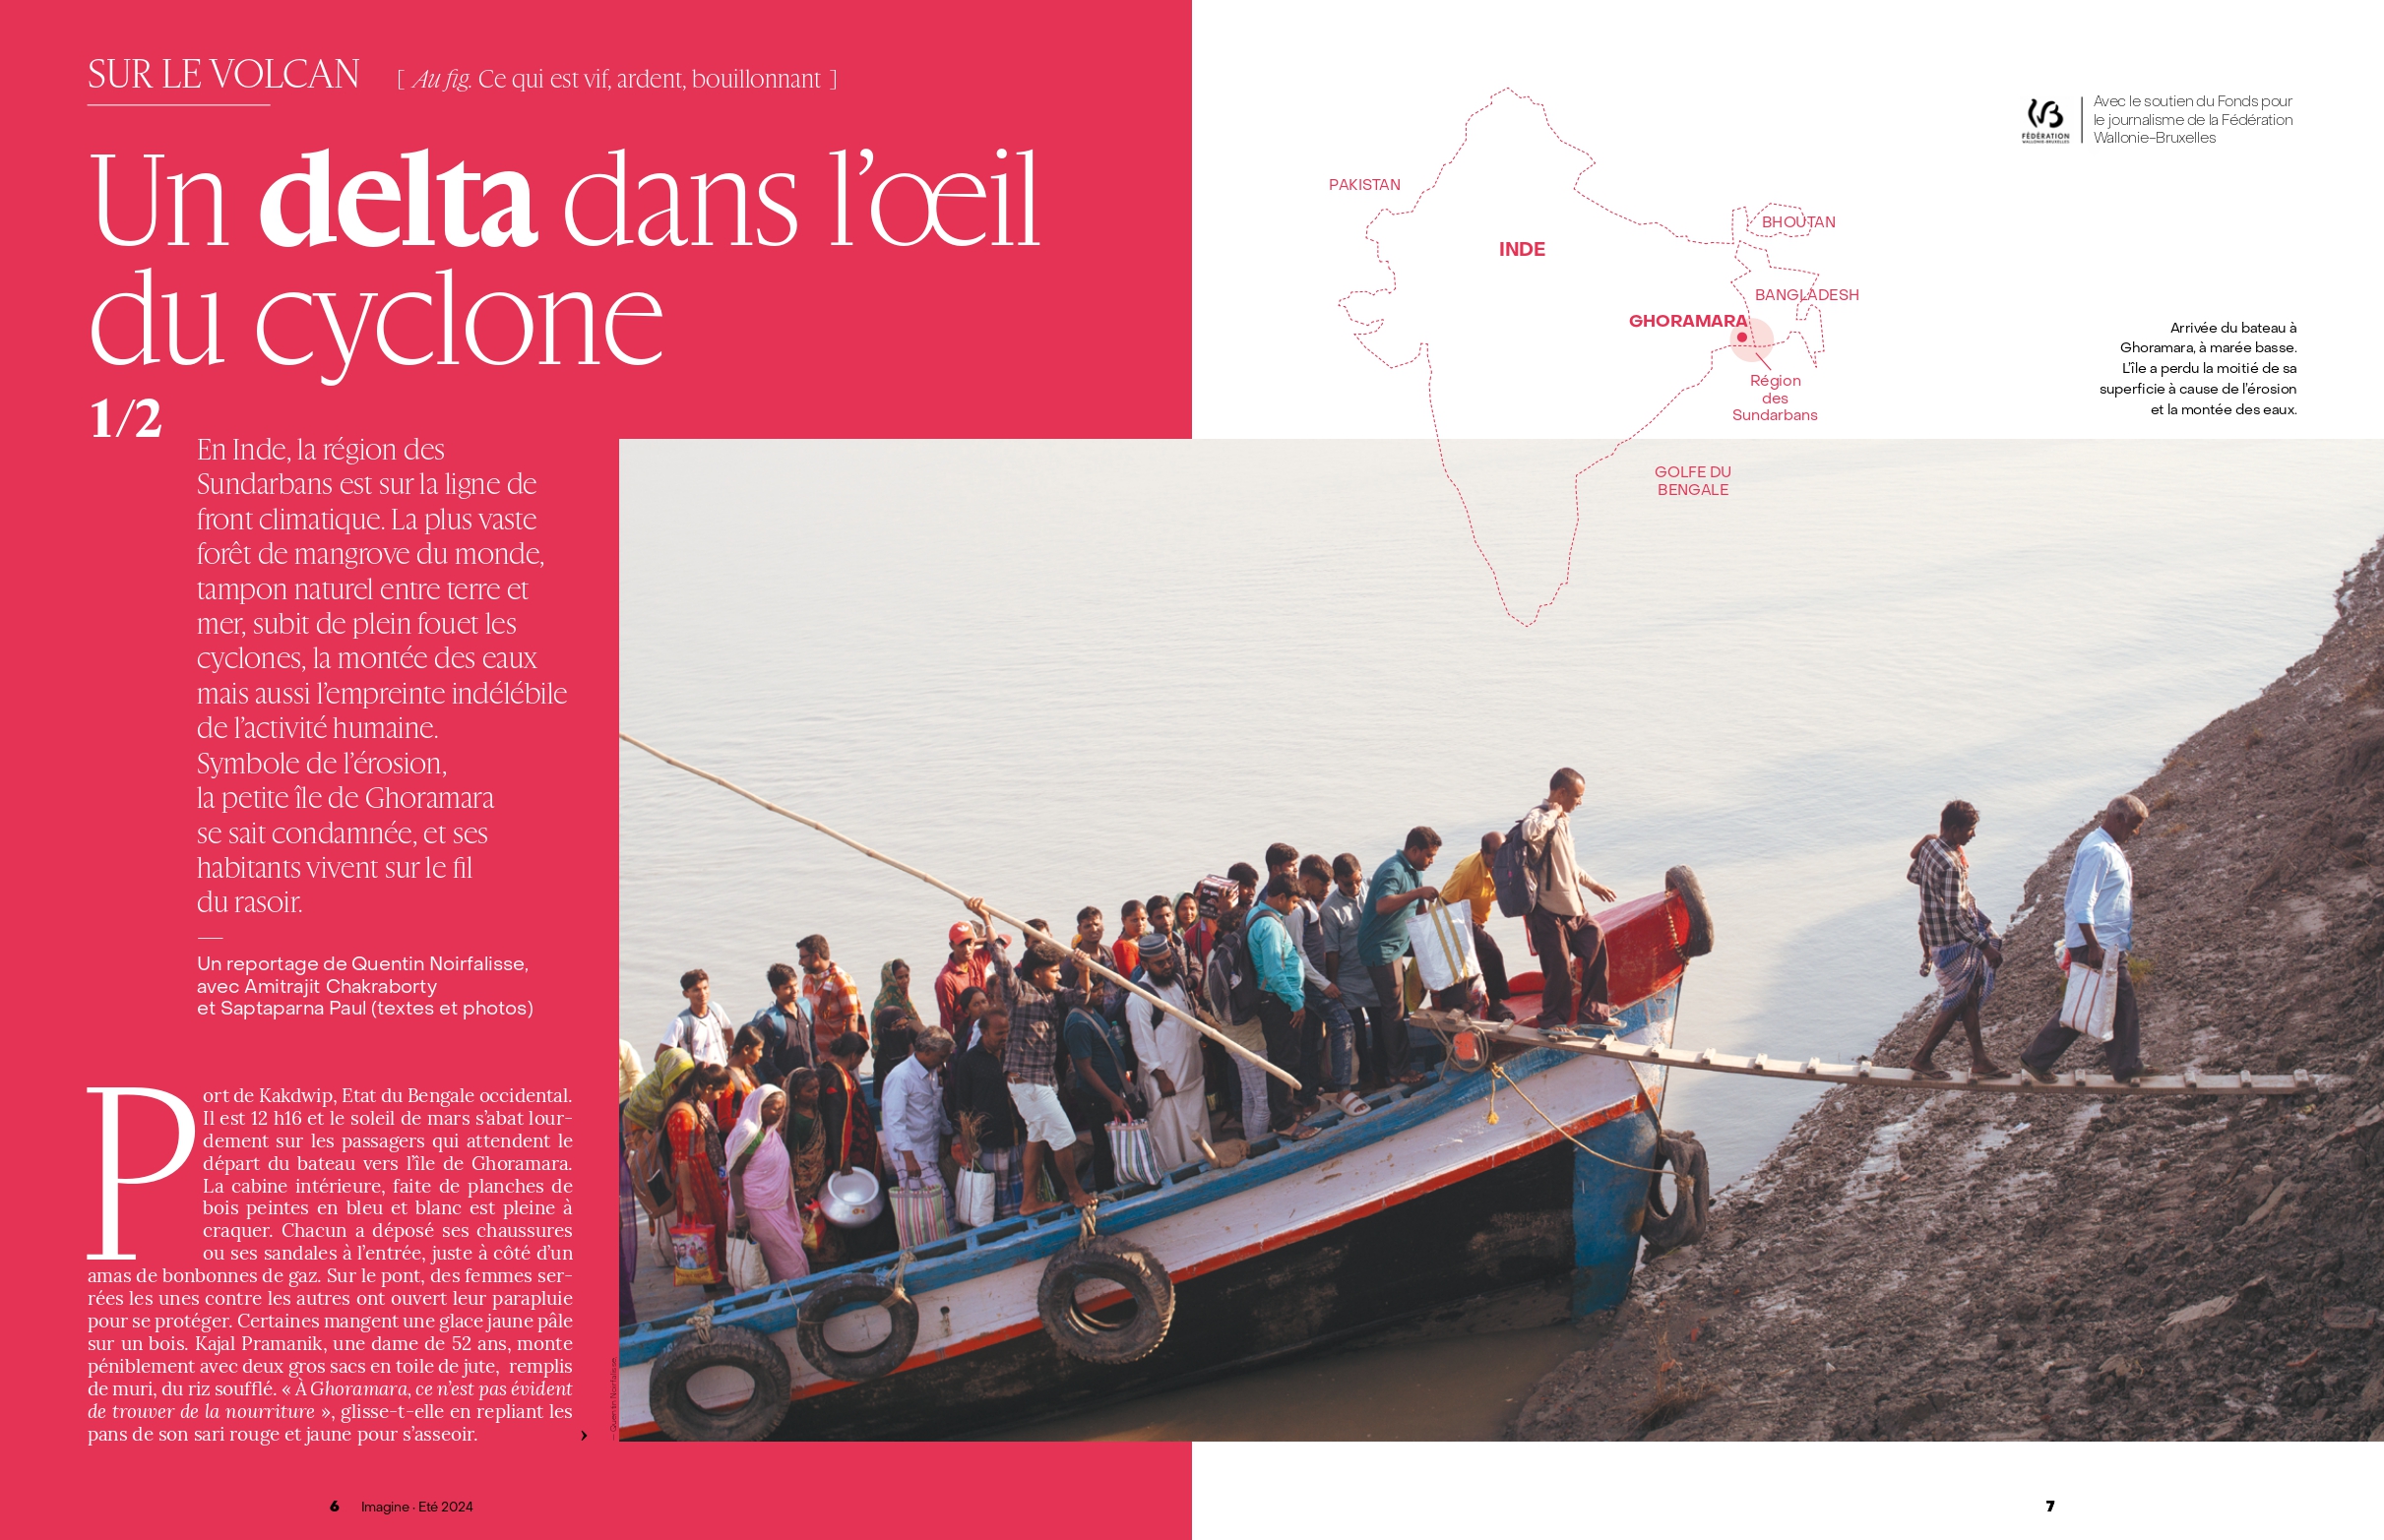 SUR LE VOLCAN [ Au fig. Ce qui est vif, ardent, bouillonnant ]
Un delta dans l’œil
du cyclone
1/2
En Inde, la région des
Sundarbans est sur la ligne de
front climatique. La plus vaste
forêt de mangrove du monde,
tampon naturel entre terre et
mer, subit de plein fouet les
cyclones, la montée des eaux
mais aussi l’empreinte indélébile
de l’activité humaine.
Symbole de l’érosion,
la petite île de Ghoramara
se sait condamnée, et ses
habitants vivent sur le fil
du rasoir.
Un reportage de Quentin Noirfalisse,
avec Amitrajit Chakraborty
et Saptaparna Paul (textes et photos)
Port de Kakdwip, Etat du Bengale occidental.
Il est 12 h16 et le soleil de mars s’abat lour-
dement sur les passagers qui attendent le
départ du bateau vers l’île de Ghoramara.
La cabine intérieure, faite de planches de
bois peintes en bleu et blanc est pleine à
craquer. Chacun a déposé ses chaussures
ou ses sandales à l’entrée, juste à côté d’un
amas de bonbonnes de gaz. Sur le pont, des femmes ser-
rées les unes contre les autres ont ouvert leur parapluie
pour se protéger. Certaines mangent une glace jaune pâle
sur un bois. Kajal Pramanik, une dame de 52 ans, monte
péniblement avec deux gros sacs en toile de jute, remplis
de muri, du riz soufflé. « À Ghoramara, ce n’est pas évident
de trouver de la nourriture », glisse-t-elle en repliant les
pans de son sari rouge et jaune pour s’asseoir.
›
— Quentin Noirfalisse
6 Imagine · Eté 2024
PAKISTAN
INDE
BHOUTAN
BANGLADESH
GHORAMARA
Région
des
Sundarbans
GOLFE DU
BENGALE
FÉDÉRATION
WALLONIE-BRUXELLES
Avec le soutien du Fonds pour
le journalisme de la Fédération
Wallonie-Bruxelles
Arrivée du bateau à
Ghoramara, à marée basse.
L’île a perdu la moitié de sa
superficie à cause de l’érosion
et la montée des eaux.
7